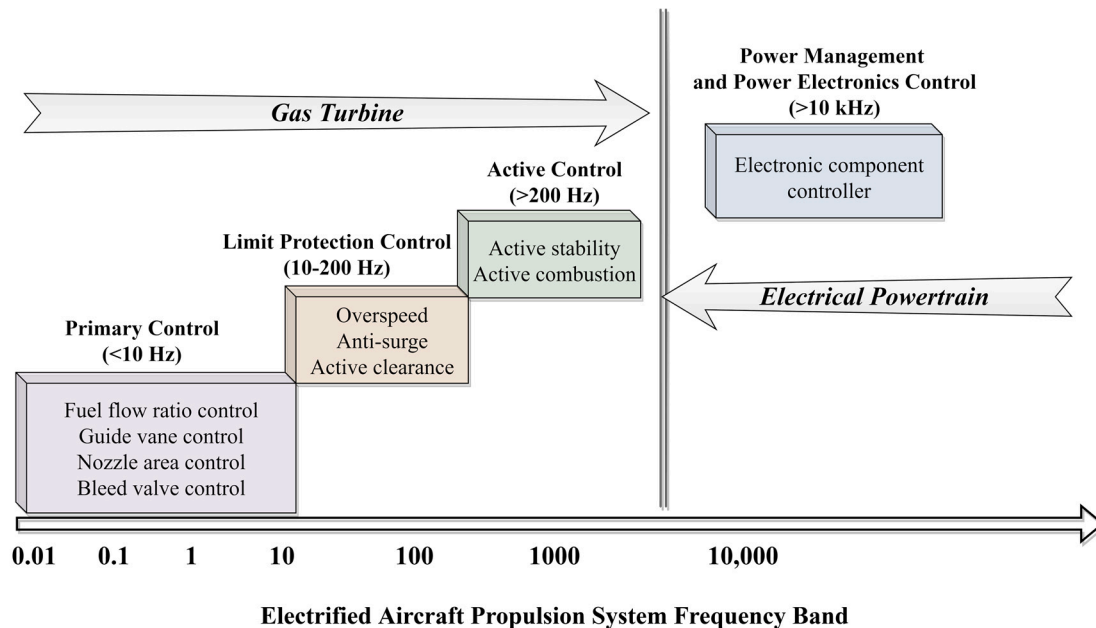 Power Management
and Power Electronics Control
(>10 kHz)
Gas Turbine
Electronic component
controller
Active Control
(>200 Hz)
Active stability
Active combustion
Limit Protection Control
(10-200 Hz)
Overspeed
Anti-surge
Active clearance
Electrical Powertrain
Primary Control
(<10 Hz)
Fuel flow ratio control
Guide vane control
Nozzle area control
Bleed valve control
0.01 0.1 1 10 100 1000 10,000
Electrified Aircraft Propulsion System Frequency Band